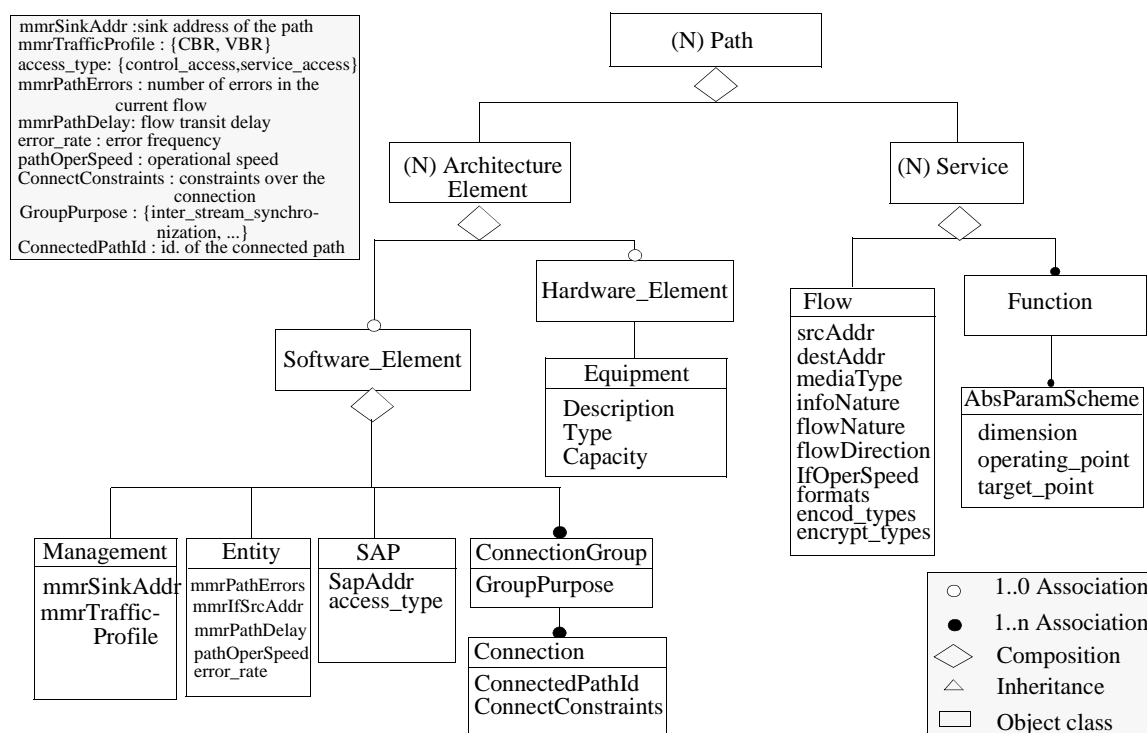 mmrSinkAddr :sink address of the path
mmrTrafficProfile : {CBR, VBR}
access_type: {control_access,service_access}
mmrPathErrors : number of errors in the
current flow
mmrPathDelay: flow transit delay
error_rate : error frequency
pathOperSpeed : operational speed
ConnectConstraints : constraints over the
connection
GroupPurpose : {inter_stream_synchro-
nization, ...}
ConnectedPathId : id. of the connected path
(N) Path
(N) Architecture
Element
(N) Service
Hardware_Element
Software_Element
Equipment
Description
Type
Capacity
Flow
srcAddr
destAddr
mediaType
infoNature
flowNature
flowDirection
IfOperSpeed
formats
encod_types
encrypt_types
Function
AbsParamScheme
dimension
operating_point
target_point
Management
mmrSinkAddr
mmrTraffic-
Profile
Entity
mmrPathErrors
mmrIfSrcAddr
mmrPathDelay
pathOperSpeed
error_rate
SAP
SapAddr
access_type
ConnectionGroup
GroupPurpose
Connection
ConnectedPathId
ConnectConstraints
1..0 Association
1..n Association
Composition
Inheritance
Object class